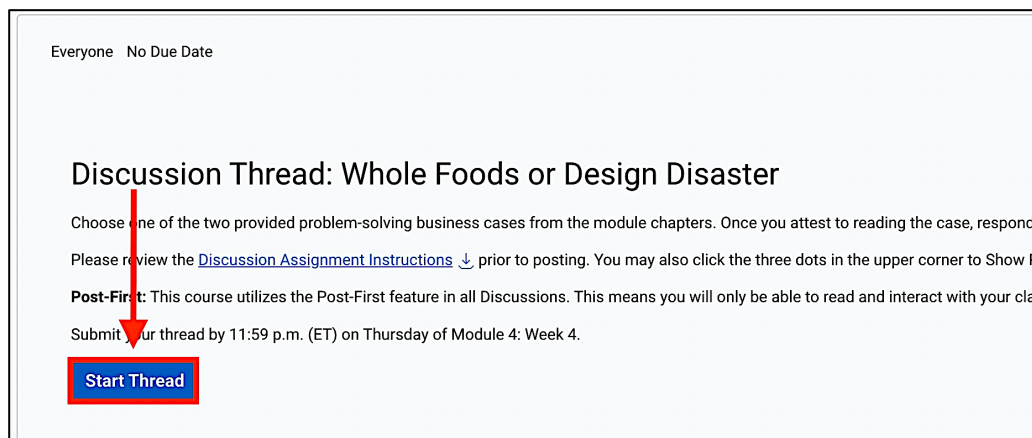 Everyone No Due Date
Discussion Thread: Whole Foods or Design Disaster
Choose one of the two provided problem-solving business cases from the module chapters. Once you attest to reading the case, respond
Please review the Discussion Assignment Instructions prior to posting. You may also click the three dots in the upper corner to Show
Post-First: This course utilizes the Post-First feature in all Discussions. This means you will only be able to read and interact with your
Submit your thread by 11:59 p.m. (ET) on Thursday of Module 4: Week 4.
Start Thread